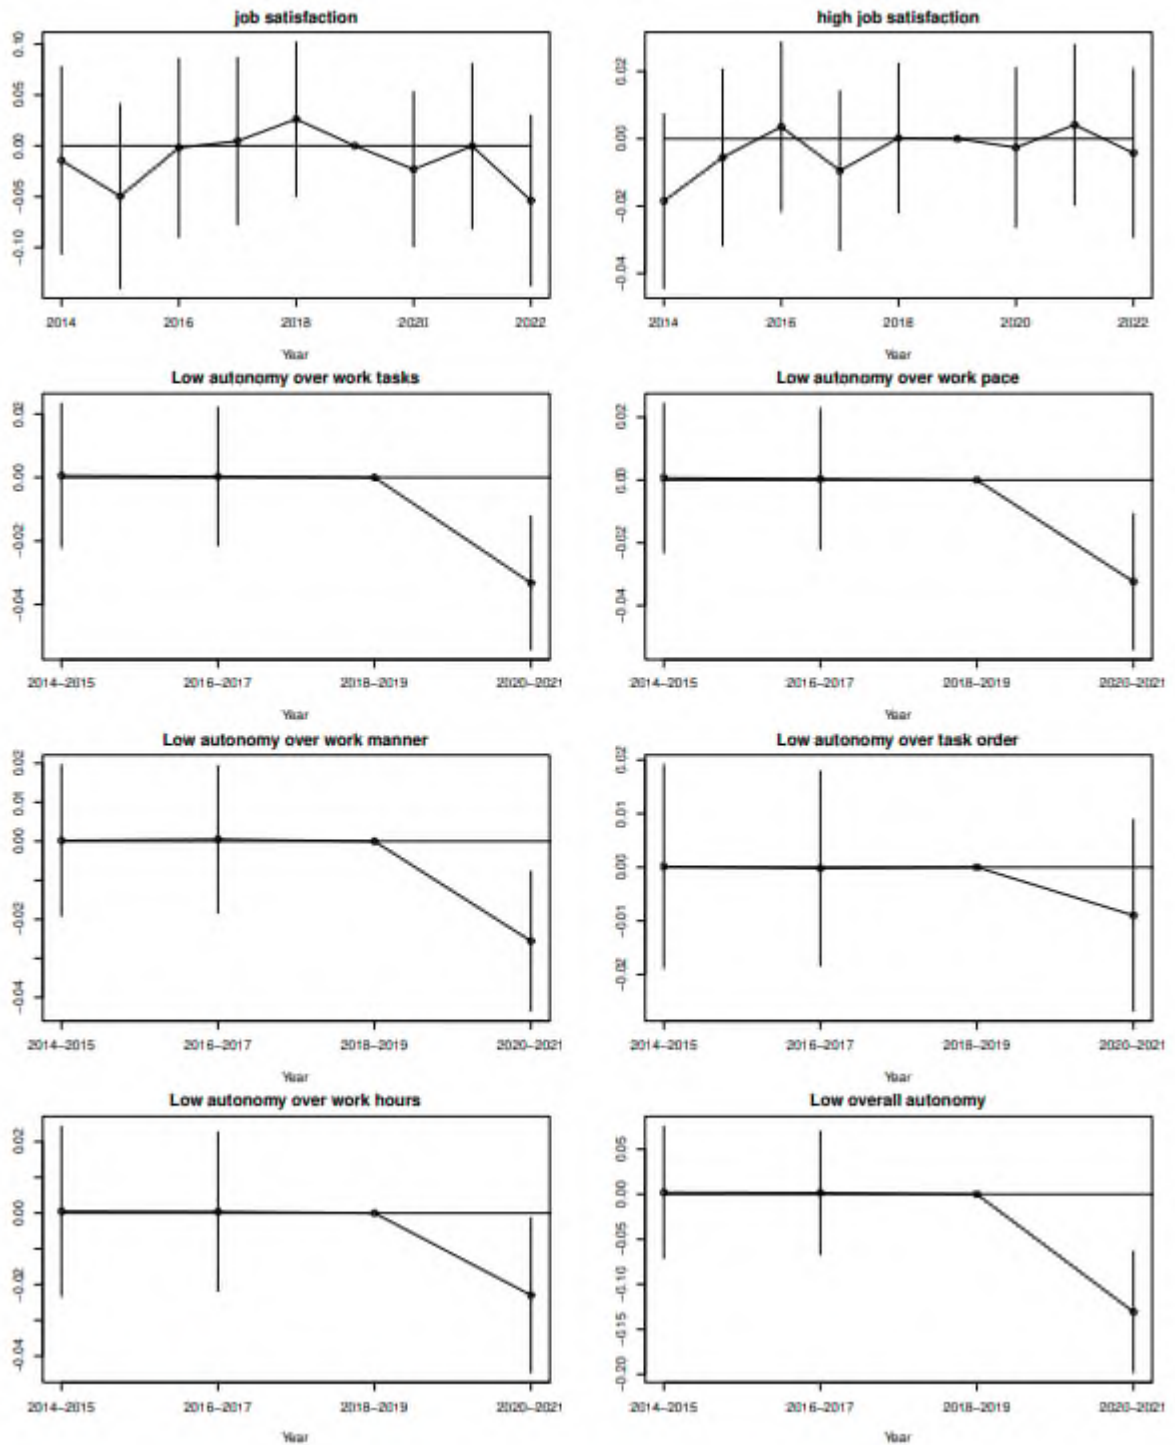 job satisfaction
0.10
0.05
0.00
-0.05
-0.10
2014 2016 2018 2020 2022
Year
high job satisfaction
0.02
0.00
-0.02
-0.04
2014 2016 2018 2020 2022
Year
Low autonomy over work tasks
0.02
0.00
-0.02
-0.04
2014–2015 2016–2017 2018–2019 2020–2021
Year
Low autonomy over work pace
0.02
0.00
-0.02
-0.04
2014–2015 2016–2017 2018–2019 2020–2021
Year
Low autonomy over work manner
0.02
0.01
0.00
-0.02
-0.04
2014–2015 2016–2017 2018–2019 2020–2021
Year
Low autonomy over task order
0.02
0.01
0.00
-0.01
-0.02
2014–2015 2016–2017 2018–2019 2020–2021
Year
Low autonomy over work hours
0.02
0.00
-0.02
-0.04
2014–2015 2016–2017 2018–2019 2020–2021
Year
Low overall autonomy
0.05
0.00
-0.05
-0.10
-0.15
-0.20
2014–2015 2016–2017 2018–2019 2020–2021
Year